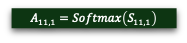 A₁₁,₁ = Softmax(S₁₁,₁)